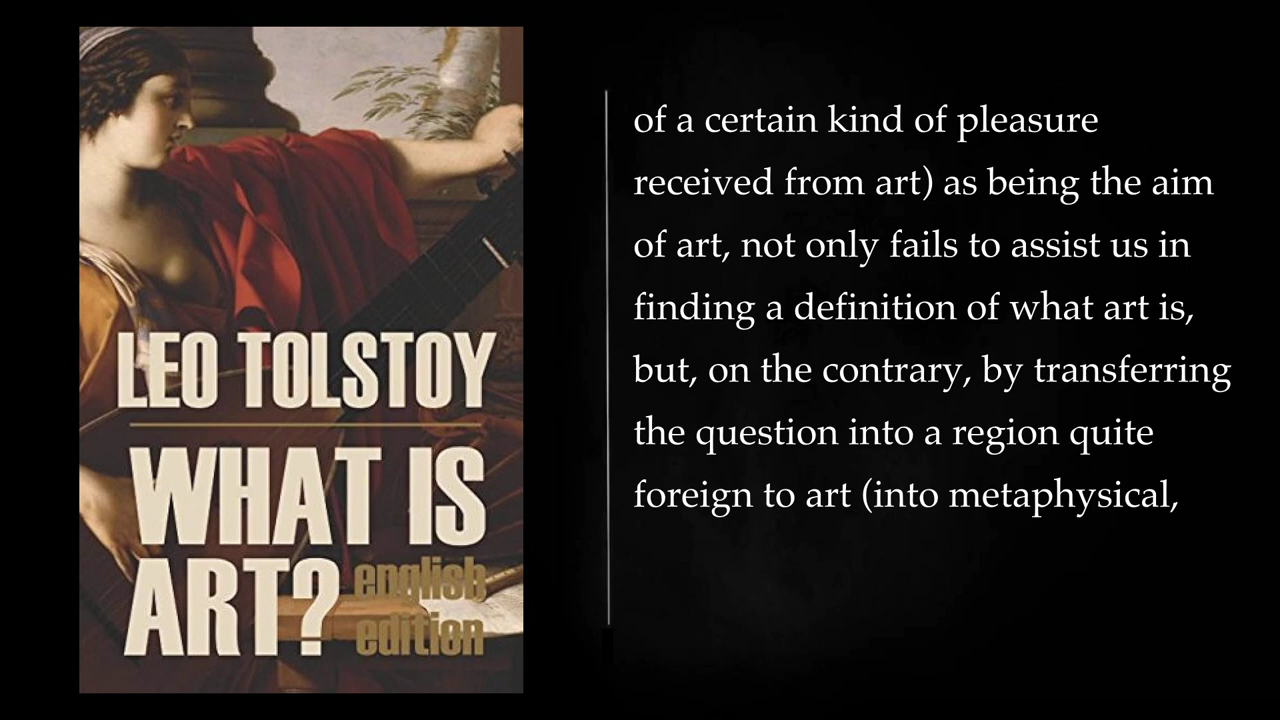 LEO TOLSTOY
WHAT IS
ART?
english
edition
of a certain kind of pleasure
received from art) as being the aim
of art, not only fails to assist us in
finding a definition of what art is,
but, on the contrary, by transferring
the question into a region quite
foreign to art (into metaphysical,